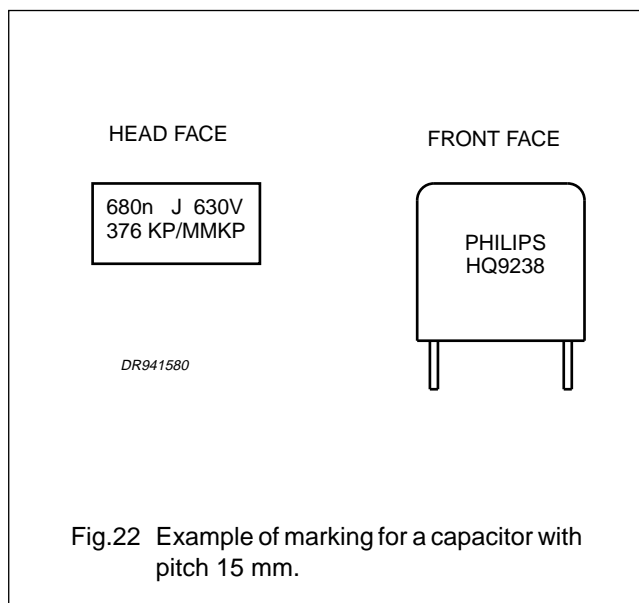 HEAD FACE
FRONT FACE
680n J 630V
376 KP/MMKP
PHILIPS
HQ9238
DR941580
Fig.22 Example of marking for a capacitor with
pitch 15 mm.